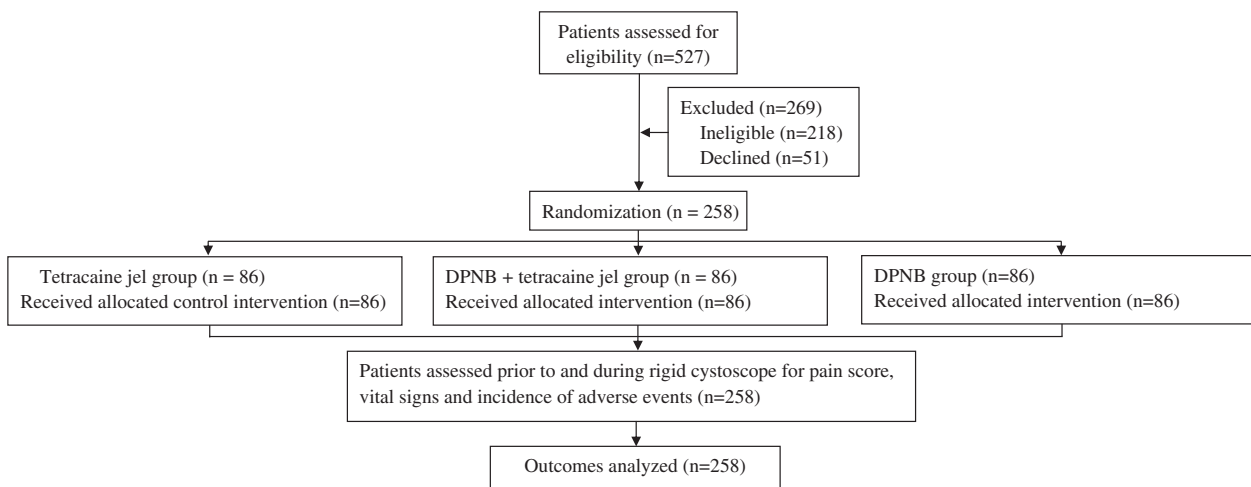 Patients assessed for
eligibility (n=527)
Excluded (n=269)
Ineligible (n=218)
Declined (n=51)
Randomization (n = 258)
Tetracaine jel group (n = 86)
Received allocated control intervention (n=86)
DPNB + tetracaine jel group (n = 86)
Received allocated intervention (n=86)
DPNB group (n=86)
Received allocated intervention (n=86)
Patients assessed prior to and during rigid cystoscope for pain score,
vital signs and incidence of adverse events (n=258)
Outcomes analyzed (n=258)